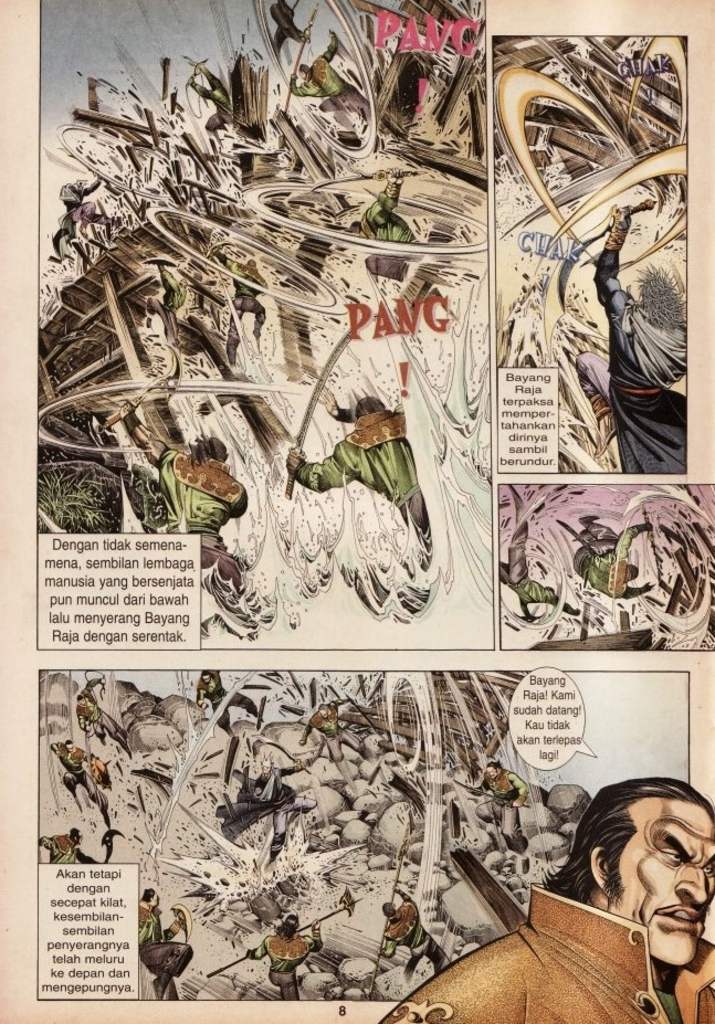 PANG
!
PANG
!
Dengan tidak semena-
mena, sembilan lembaga
manusia yang bersenjata
pun muncul dari bawah
lalu menyerang Bayang
Raja dengan serentak.
CHAK
!
CHAK
!
Bayang
Raja
terpaksa
memper-
tahankan
dirinya
sambil
berundur.
Bayang
Raja! Kami
sudah datang!
Kau tidak
akan terlepas
lagi!
Akan tetapi
dengan
secepat kilat,
kesembilan-
sembilan
penyerangnya
telah meluru
ke depan dan
mengepungnya.
8